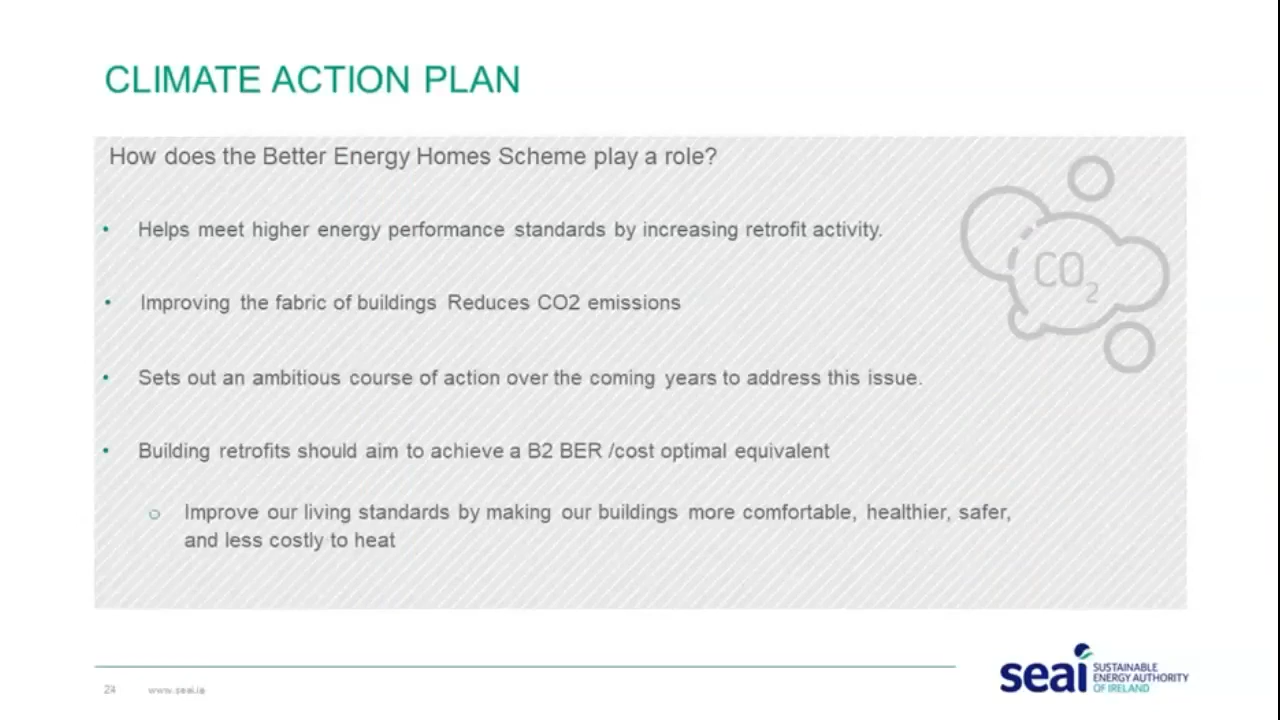 CLIMATE ACTION PLAN
How does the Better Energy Homes Scheme play a role?
• Helps meet higher energy performance standards by increasing retrofit activity.
CO2
• Improving the fabric of buildings Reduces CO2 emissions
• Sets out an ambitious course of action over the coming years to address this issue.
• Building retrofits should aim to achieve a B2 BER /cost optimal equivalent
o Improve our living standards by making our buildings more comfortable, healthier, safer,
and less costly to heat
24 www.seai.ie
seai SUSTAINABLE
ENERGY AUTHORITY
OF IRELAND